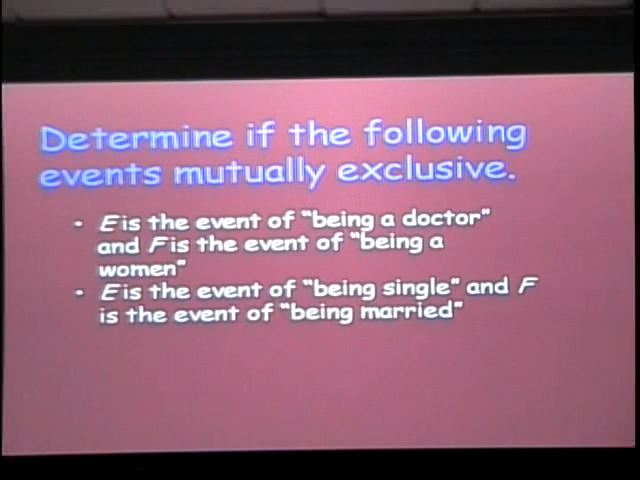 Determine if the following
events mutually exclusive.
• E is the event of "being a doctor"
and F is the event of "being a
women"
• E is the event of "being single" and F
is the event of "being married"